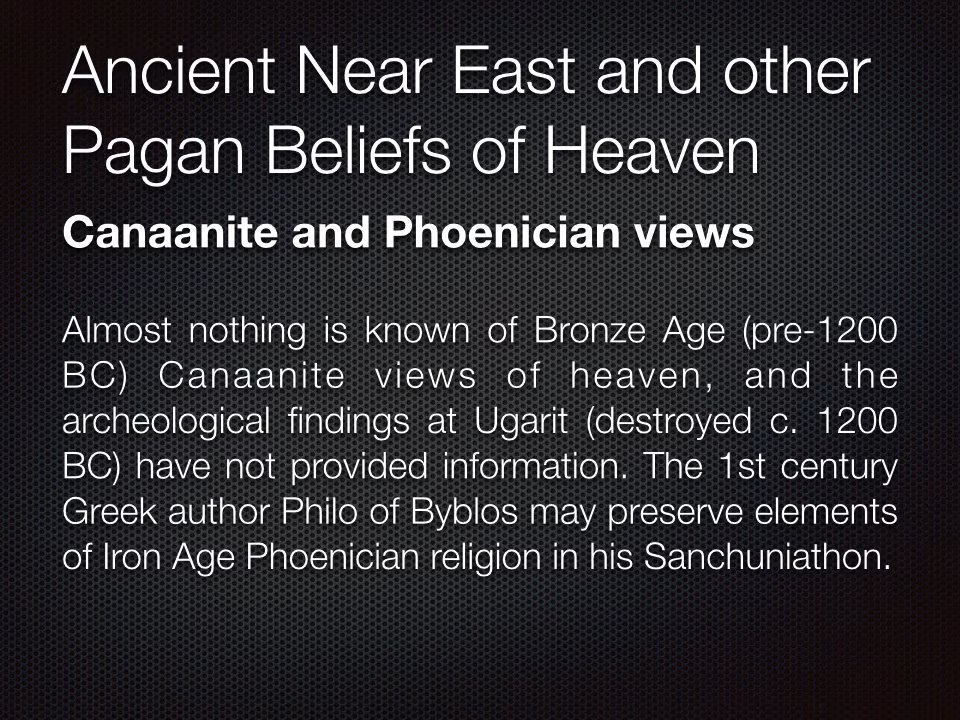 Ancient Near East and other
Pagan Beliefs of Heaven
Canaanite and Phoenician views
Almost nothing is known of Bronze Age (pre-1200
BC) Canaanite views of heaven, and the
archeological findings at Ugarit (destroyed c. 1200
BC) have not provided information. The 1st century
Greek author Philo of Byblos may preserve elements
of Iron Age Phoenician religion in his Sanchuniathon.